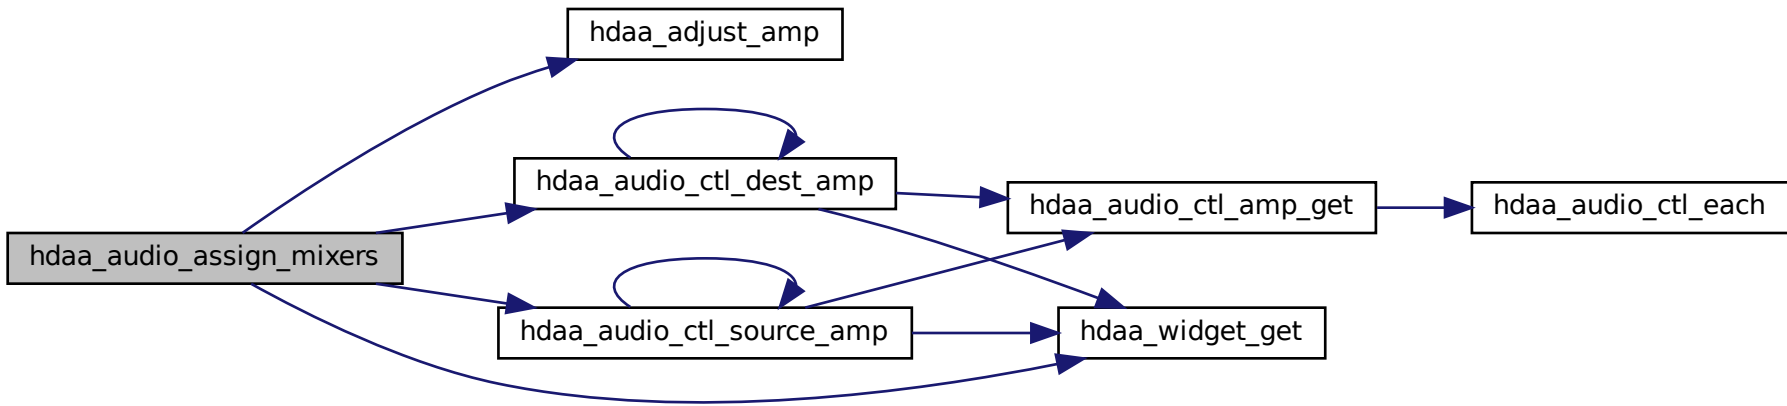 hdaa_adjust_amp
hdaa_audio_ctl_dest_amp
hdaa_audio_ctl_amp_get
hdaa_audio_ctl_each
hdaa_audio_assign_mixers
hdaa_audio_ctl_source_amp
hdaa_widget_get